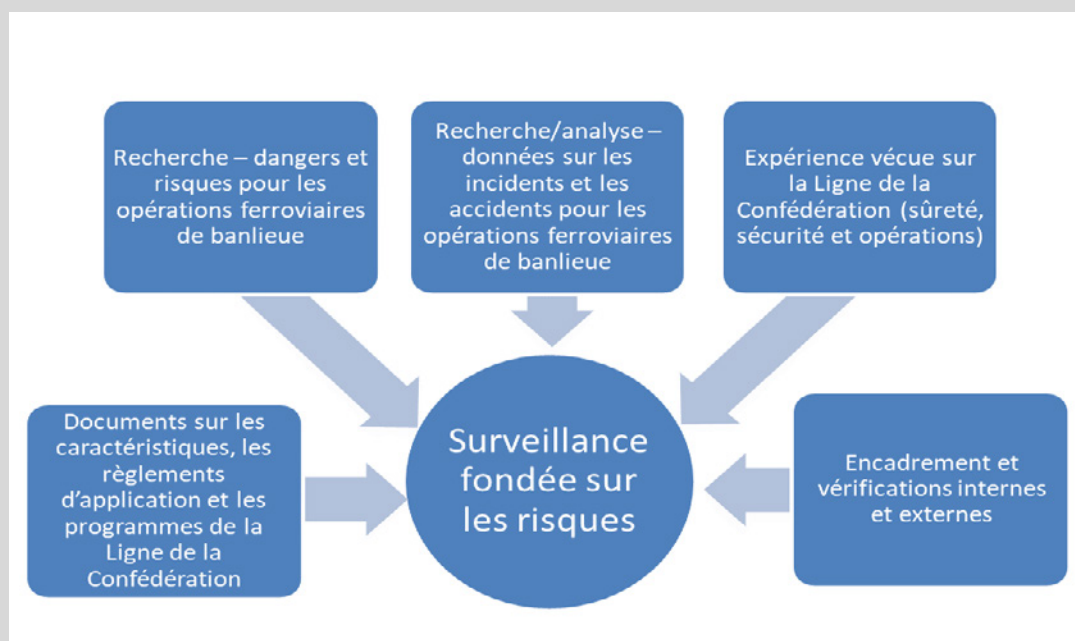 Recherche – dangers et
risques pour les
opérations ferroviaires
de banlieue
Recherche/analyse –
données sur les
incidents et les
accidents pour les
opérations ferroviaires
de banlieue
Expérience vécue sur
la Ligne de la
Confédération (sûreté,
sécurité et opérations)
Documents sur les
caractéristiques, les
règlements
d’application et les
programmes de la
Ligne de la
Confédération
Surveillance
fondée sur
les risques
Encadrement et
vérifications internes
et externes